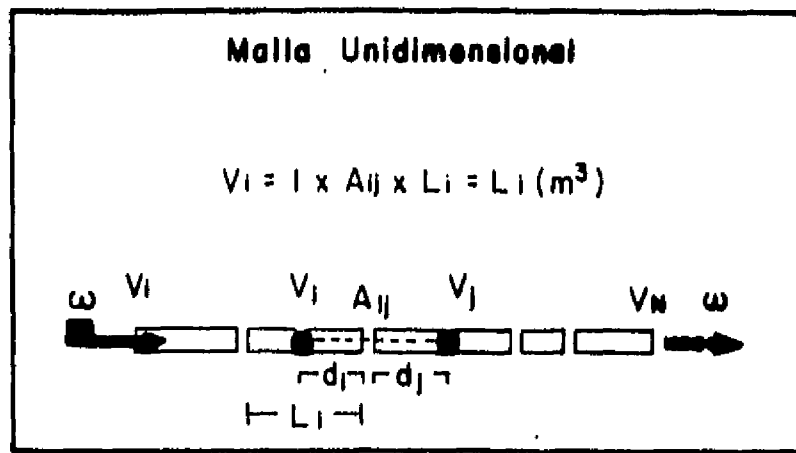 Malla Unidimensional
Vi = 1 x Aij x Li = Li (m³)
ω Vi Vi Aij Vj VN ω
di dj
Li